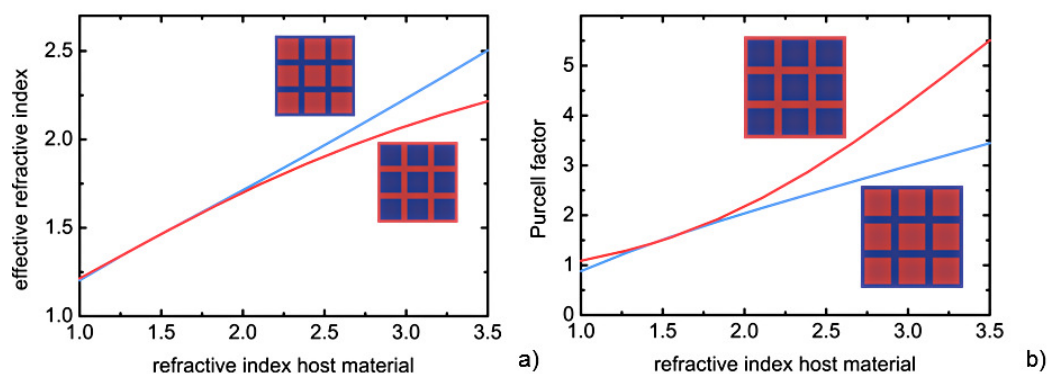 effective refractive index
2.5
2.0
1.5
1.0
1.0 1.5 2.0 2.5 3.0 3.5
refractive index host material
a)
Purcell factor
5
4
3
2
1
0
1.0 1.5 2.0 2.5 3.0 3.5
refractive index host material
b)